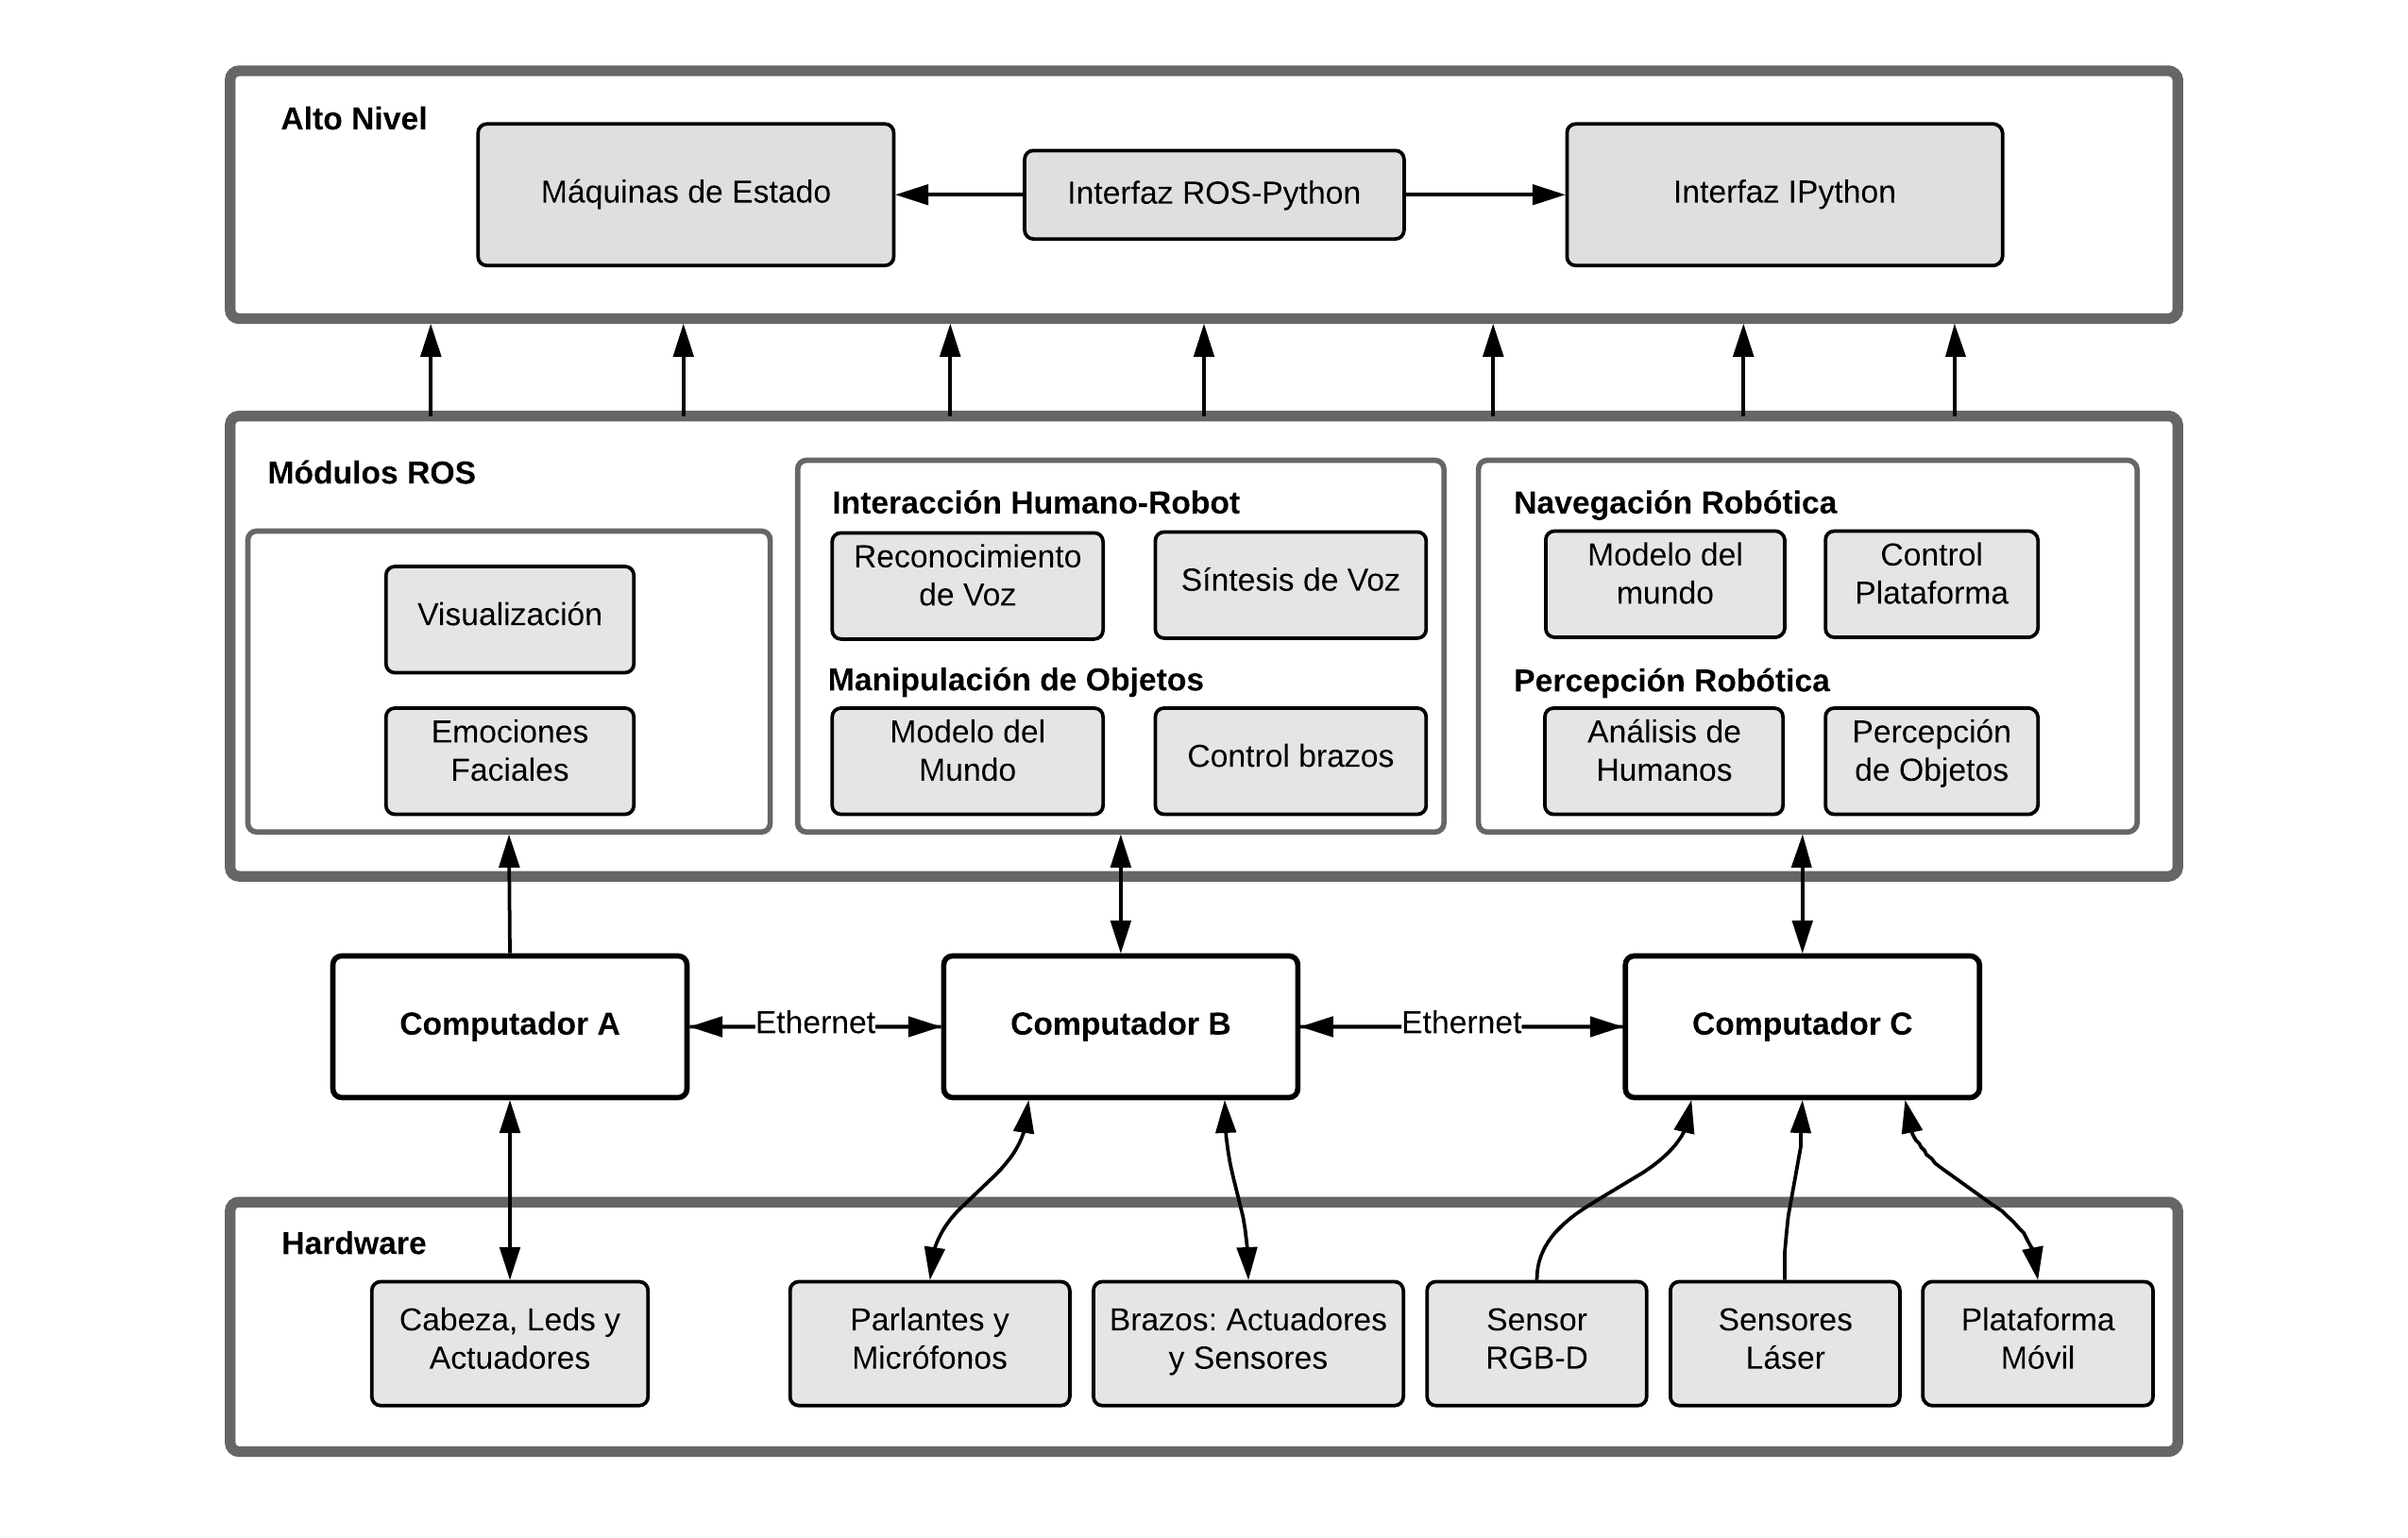 Alto Nivel
Máquinas de Estado
Interfaz ROS-Python
Interfaz IPython
Módulos ROS
Visualización
Emociones
Faciales
Interacción Humano-Robot
Reconocimiento
de Voz
Síntesis de Voz
Manipulación de Objetos
Modelo del
Mundo
Control brazos
Navegación Robótica
Modelo del
mundo
Control
Plataforma
Percepción Robótica
Análisis de
Humanos
Percepción
de Objetos
Computador A
Ethernet
Computador B
Ethernet
Computador C
Hardware
Cabeza, Leds y
Actuadores
Parlantes y
Micrófonos
Brazos: Actuadores
y Sensores
Sensor
RGB-D
Sensores
Láser
Plataforma
Móvil